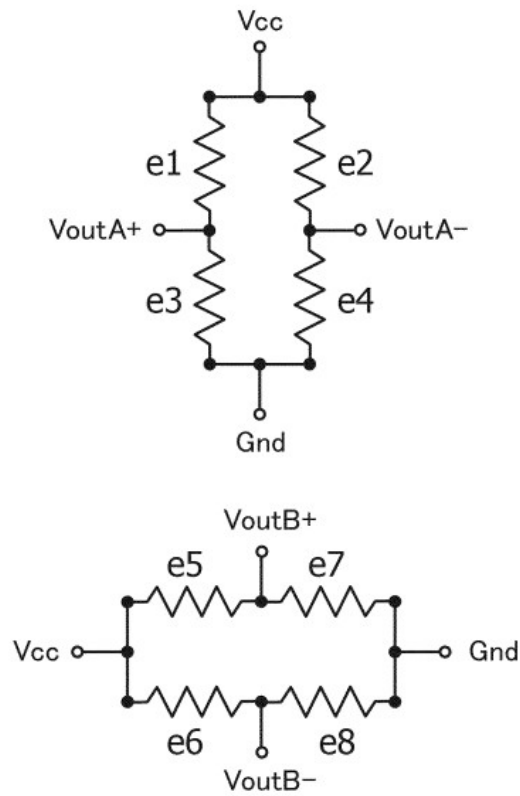 Vcc
e1 e2
VoutA+ VoutA-
e3 e4
Gnd
VoutB+
e5 e7
Vcc Gnd
e6 e8
VoutB-